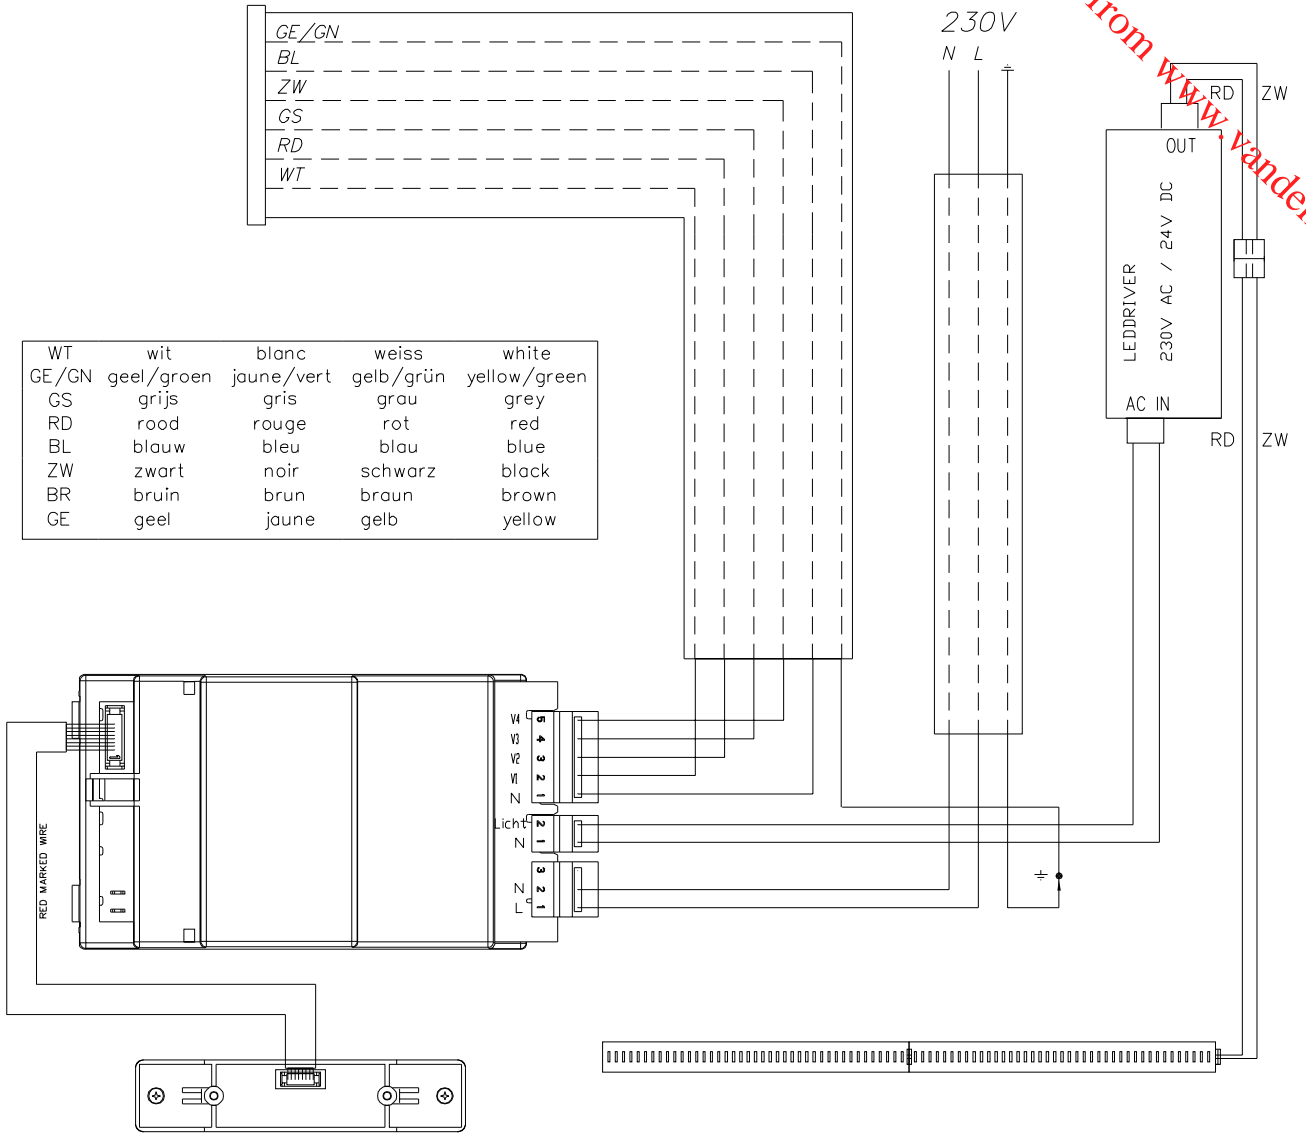 GE/GN
BL
ZW
GS
RD
WT
230V
N L
from www.vande
RD ZW
OUT
LEDDRIVER
230V AC / 24V DC
AC IN
RD ZW
WT wit blanc weiss white
GE/GN geel/groen jaune/vert gelb/grün yellow/green
GS grijs gris grau grey
RD rood rouge rot red
BL blauw bleu blau blue
ZW zwart noir schwarz black
BR bruin brun braun brown
GE geel jaune gelb yellow
V4 5
V3 4
V2 3
V1 2
N 1
Licht 2
N 1
3
N 2
L 1
RED MARKED WIRE